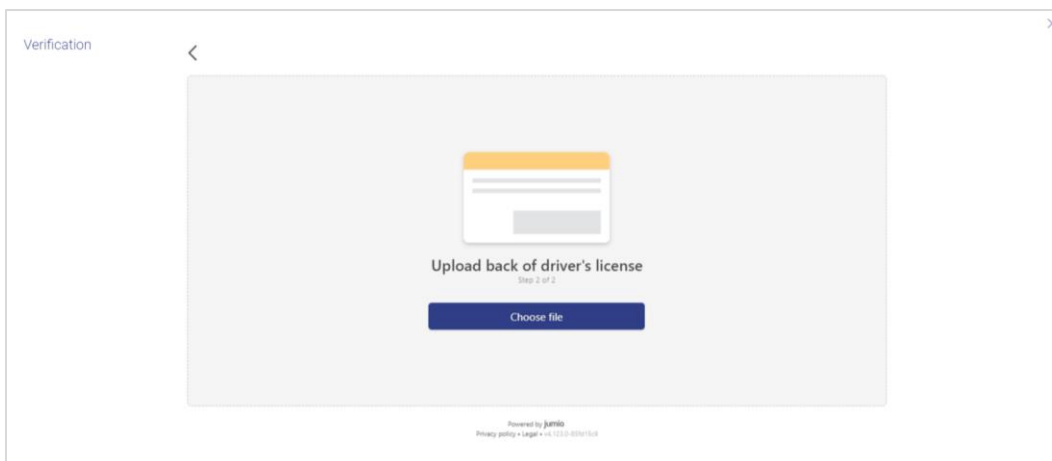 Verification
Upload back of driver's license
Step 2 of 2
Choose file
Powered by jumio
Privacy policy • Legal •